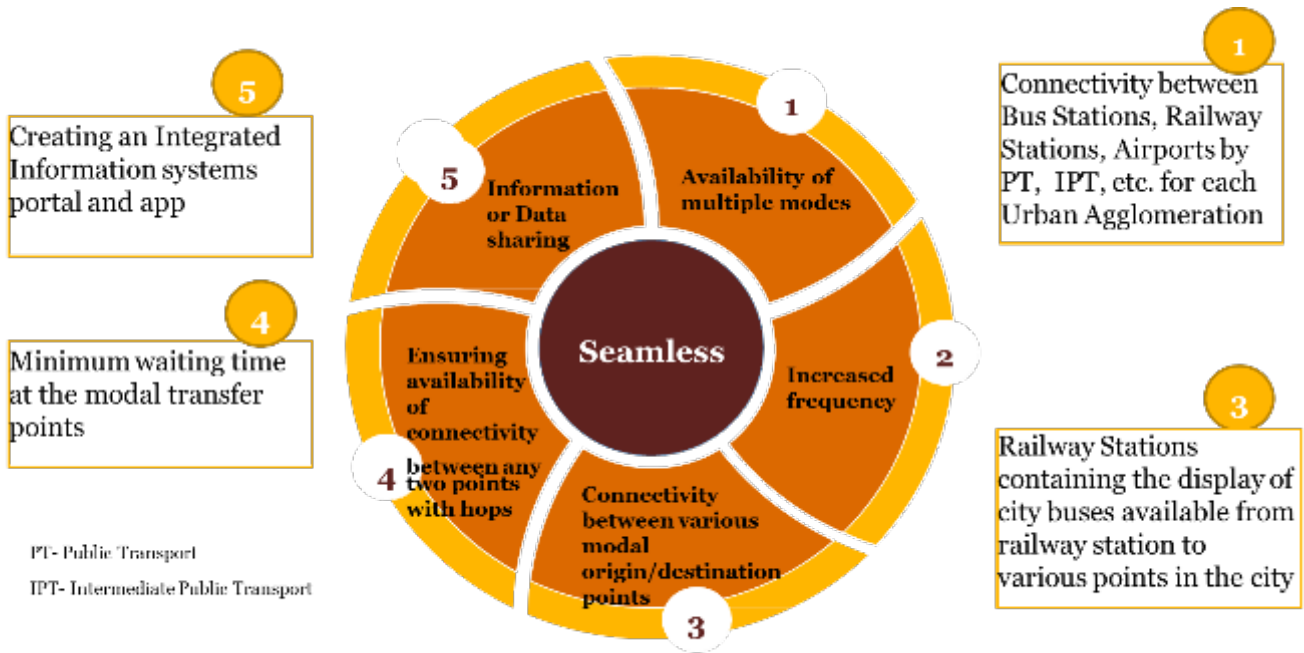 5
Creating an Integrated
Information systems
portal and app
4
Minimum waiting time
at the modal transfer
points
PT- Public Transport
IPT- Intermediate Public Transport
1
Availability of
multiple modes
2
Increased
frequency
3
Connectivity
between various
modal
origin/destination
points
4
Ensuring
availability
of
connectivity
between any
two points
with hops
5
Information
or Data
sharing
Seamless
1
Connectivity between
Bus Stations, Railway
Stations, Airports by
PT, IPT, etc. for each
Urban Agglomeration
3
Railway Stations
containing the display of
city buses available from
railway station to
various points in the city